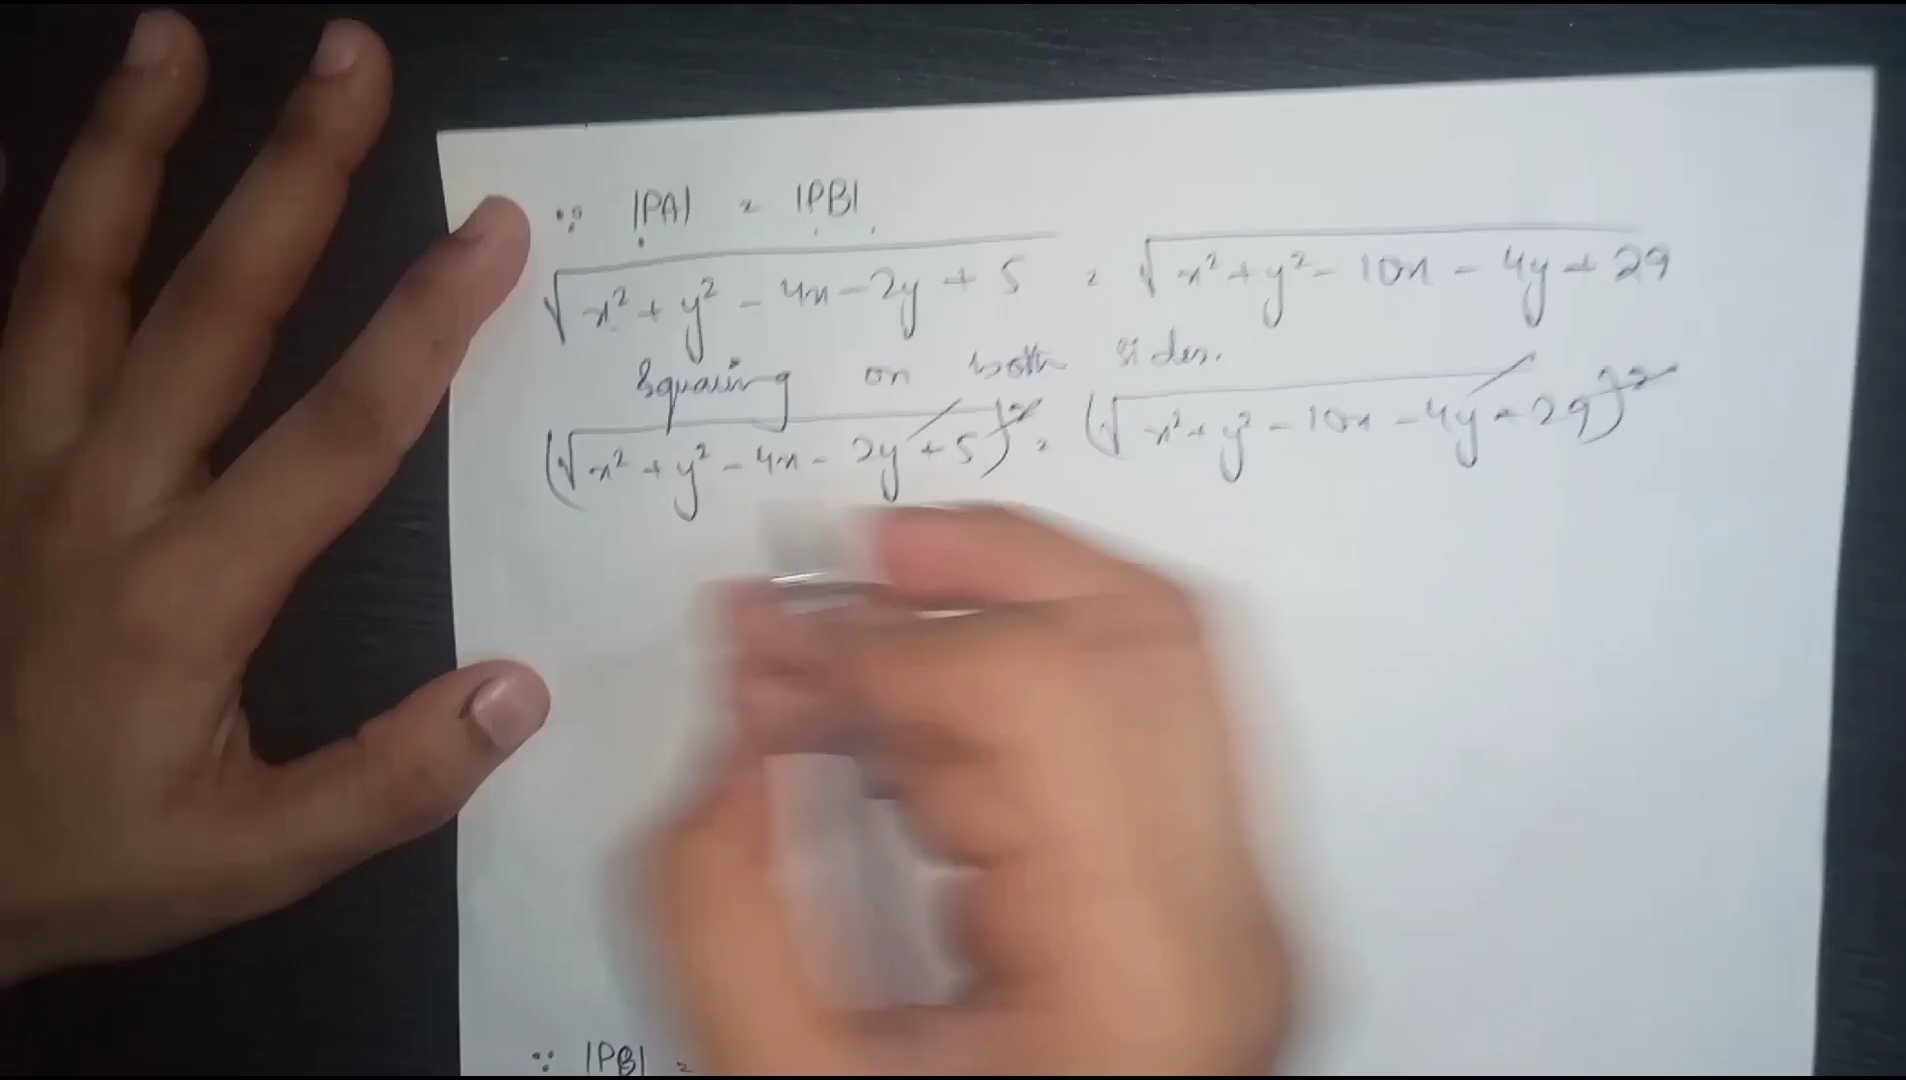 ∵ |PA| = |PB|
√(x² + y² - 4x - 2y + 5) = √(x² + y² - 10x - 4y + 29)
Squaring on both sides.
(√(x² + y² - 4x - 2y + 5))² = (√(x² + y² - 10x - 4y + 29))²
∵ |PB| =